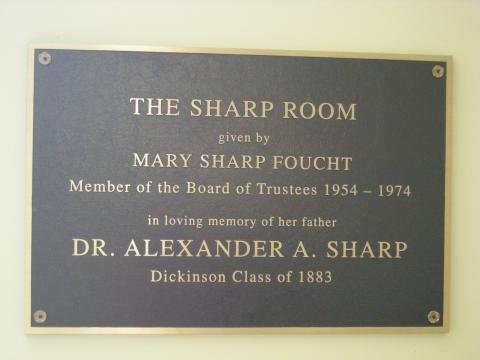 THE SHARP ROOM
given by
MARY SHARP FOUCHT
Member of the Board of Trustees 1954 – 1974
in loving memory of her father
DR. ALEXANDER A. SHARP
Dickinson Class of 1883